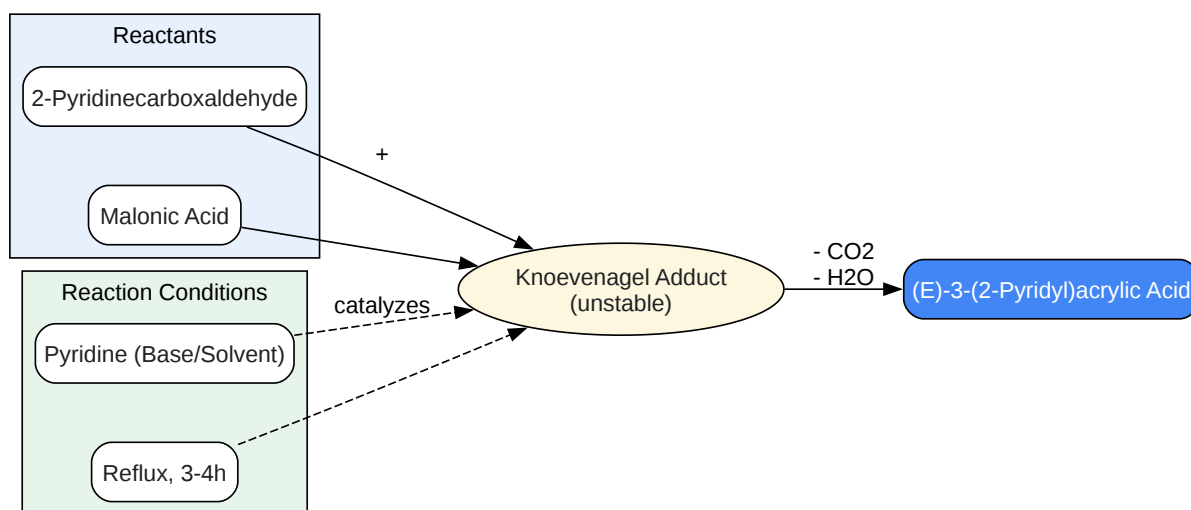 Reactants
2-Pyridinecarboxaldehyde
+
Malonic Acid
Reaction Conditions
catalyzes
Pyridine (Base/Solvent)
Reflux, 3-4h
Knoevenagel Adduct
(unstable)
- CO2
- H2O
(E)-3-(2-Pyridyl)acrylic Acid